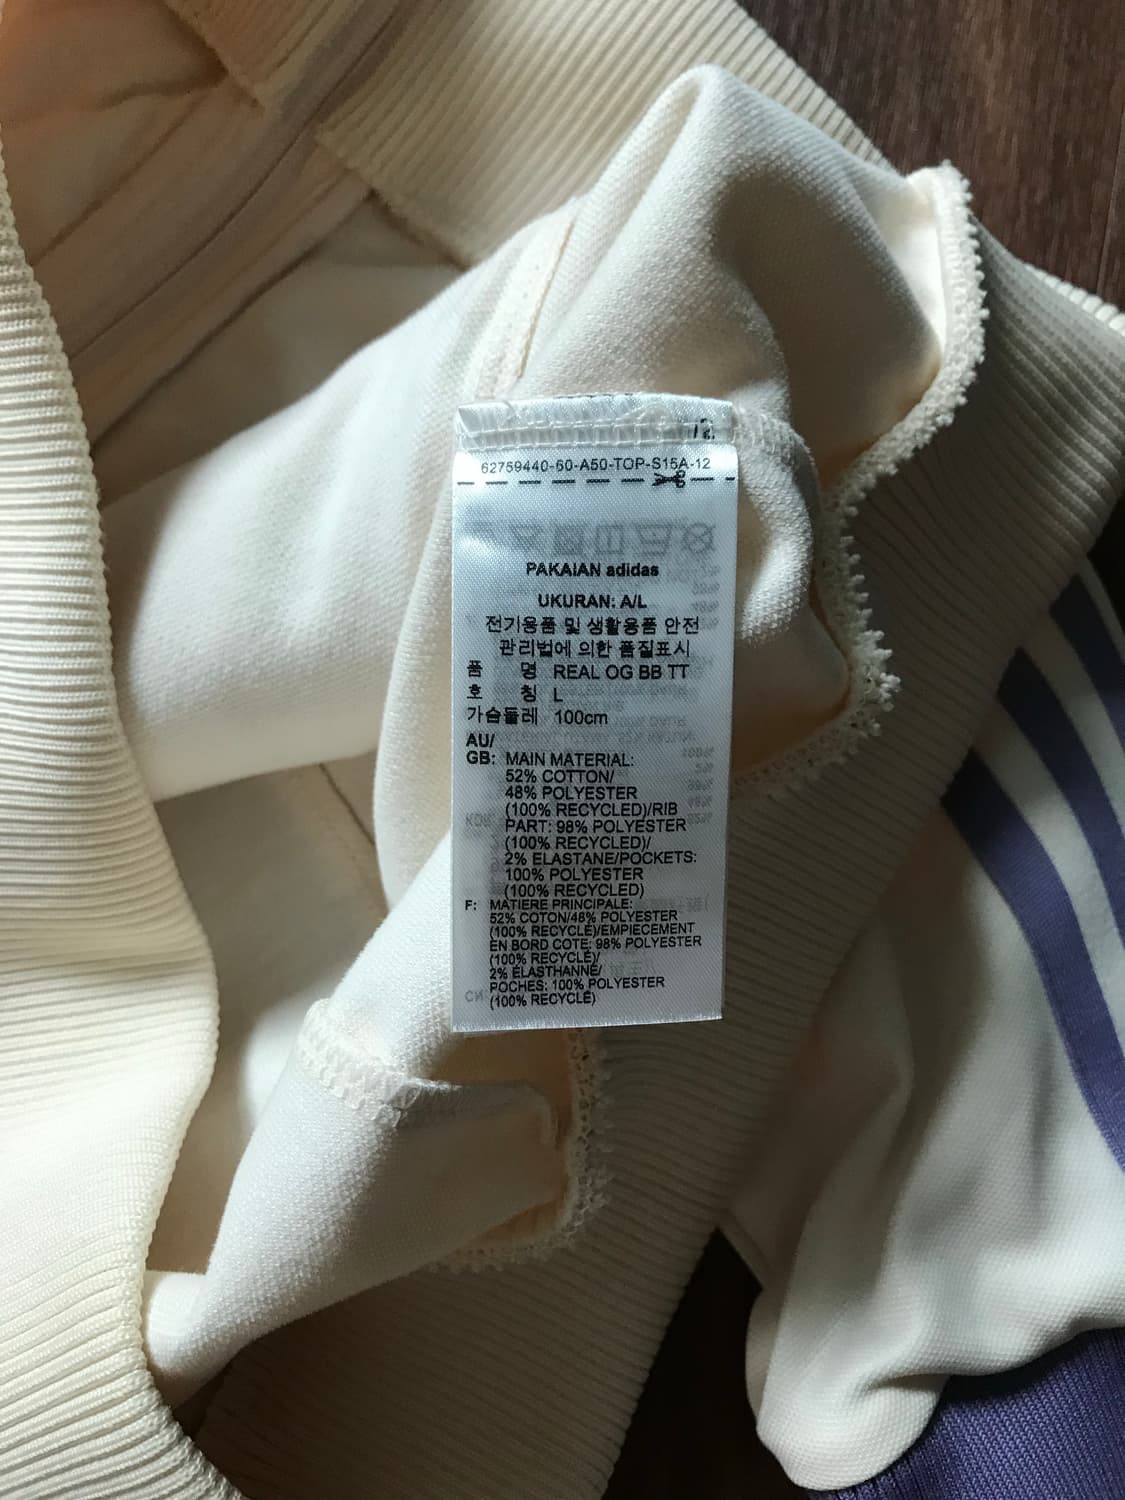 62759440-60-A50-TOP-S15A-12
PAKAIAN adidas
UKURAN: A/L
전기용품 및 생활용품 안전
관리법에 의한 품질표시
품 명 REAL OG BB TT
호 칭 L
가슴둘레 100cm
AU/
GB: MAIN MATERIAL:
52% COTTON/
48% POLYESTER
(100% RECYCLED)/RIB
PART: 98% POLYESTER
(100% RECYCLED)/
2% ELASTANE/POCKETS:
100% POLYESTER
(100% RECYCLED)
F: MATIERE PRINCIPALE:
52% COTON/48% POLYESTER
(100% RECYCLÉ)/EMPIECEMENT
EN BORD COTE: 98% POLYESTER
(100% RECYCLÉ)/
2% ÉLASTHANNE/
POCHES: 100% POLYESTER
(100% RECYCLÉ)